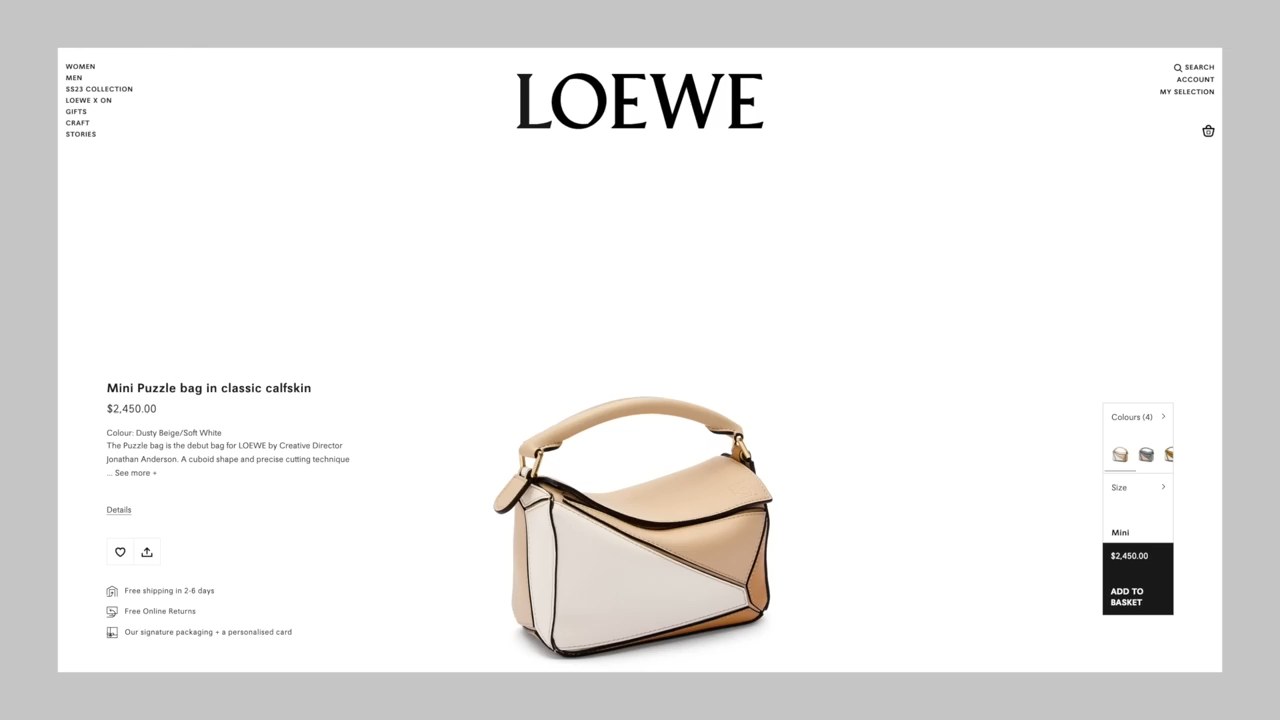 WOMEN
MEN
SS23 COLLECTION
LOEWE X ON
GIFTS
CRAFT
STORIES
LOEWE
SEARCH
ACCOUNT
MY SELECTION
Mini Puzzle bag in classic calfskin
$2,450.00
Colour: Dusty Beige/Soft White
The Puzzle bag is the debut bag for LOEWE by Creative Director
Jonathan Anderson. A cuboid shape and precise cutting technique
... See more +
Details
Free shipping in 2-6 days
Free Online Returns
Our signature packaging + a personalised card
Colours (4)
Size
Mini
$2,450.00
ADD TO
BASKET